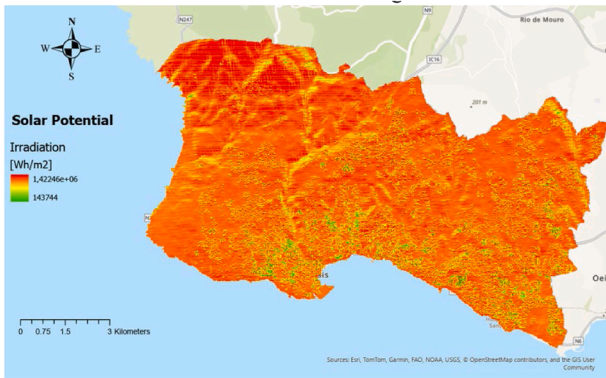 N247
N9
Rio de Mouro
N
W E
S
IC16
201 m
Solar Potential
Irradiation
[Wh/m2]
1,42246e+06
143744
ais
Oei
0 0.75 1.5 3 Kilometers
N6
Sources: Esri, TomTom, Garmin, FAO, NOAA, USGS, © OpenStreetMap contributors, and the GIS User
Community